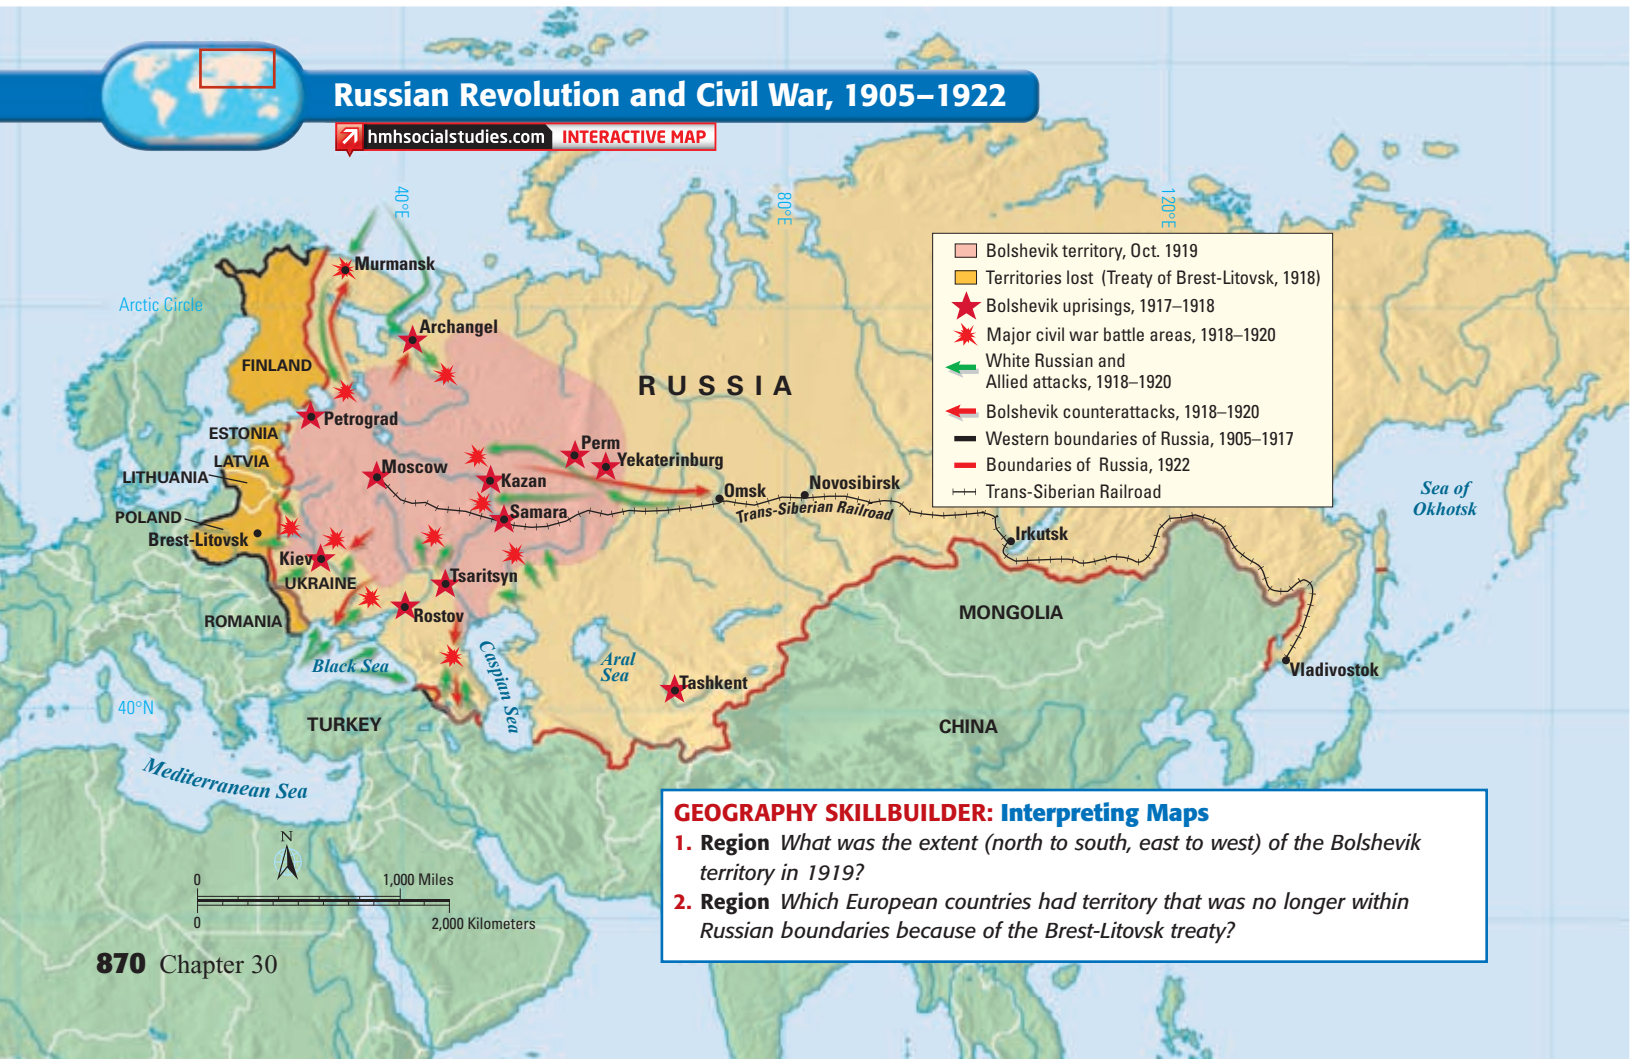 Russian Revolution and Civil War, 1905–1922
hmhsocialstudies.com INTERACTIVE MAP
40°E
80°E
120°E
Bolshevik territory, Oct. 1919
Territories lost (Treaty of Brest-Litovsk, 1918)
Bolshevik uprisings, 1917–1918
Major civil war battle areas, 1918–1920
White Russian and
Allied attacks, 1918–1920
Bolshevik counterattacks, 1918–1920
Western boundaries of Russia, 1905–1917
Boundaries of Russia, 1922
Trans-Siberian Railroad
Murmansk
Arctic Circle
Archangel
FINLAND
RUSSIA
Petrograd
ESTONIA
LATVIA
LITHUANIA
Perm
Yekaterinburg
Moscow
Kazan
Omsk
Novosibirsk
Trans-Siberian Railroad
Samara
Sea of
Okhotsk
POLAND
Brest-Litovsk
Irkutsk
Kiev
UKRAINE
Tsaritsyn
Rostov
ROMANIA
MONGOLIA
Black Sea
Caspian Sea
Aral
Sea
Tashkent
Vladivostok
40°N
TURKEY
CHINA
Mediterranean Sea
N
0
1,000 Miles
0
2,000 Kilometers
GEOGRAPHY SKILLBUILDER: Interpreting Maps
1. Region What was the extent (north to south, east to west) of the Bolshevik
territory in 1919?
2. Region Which European countries had territory that was no longer within
Russian boundaries because of the Brest-Litovsk treaty?
870 Chapter 30